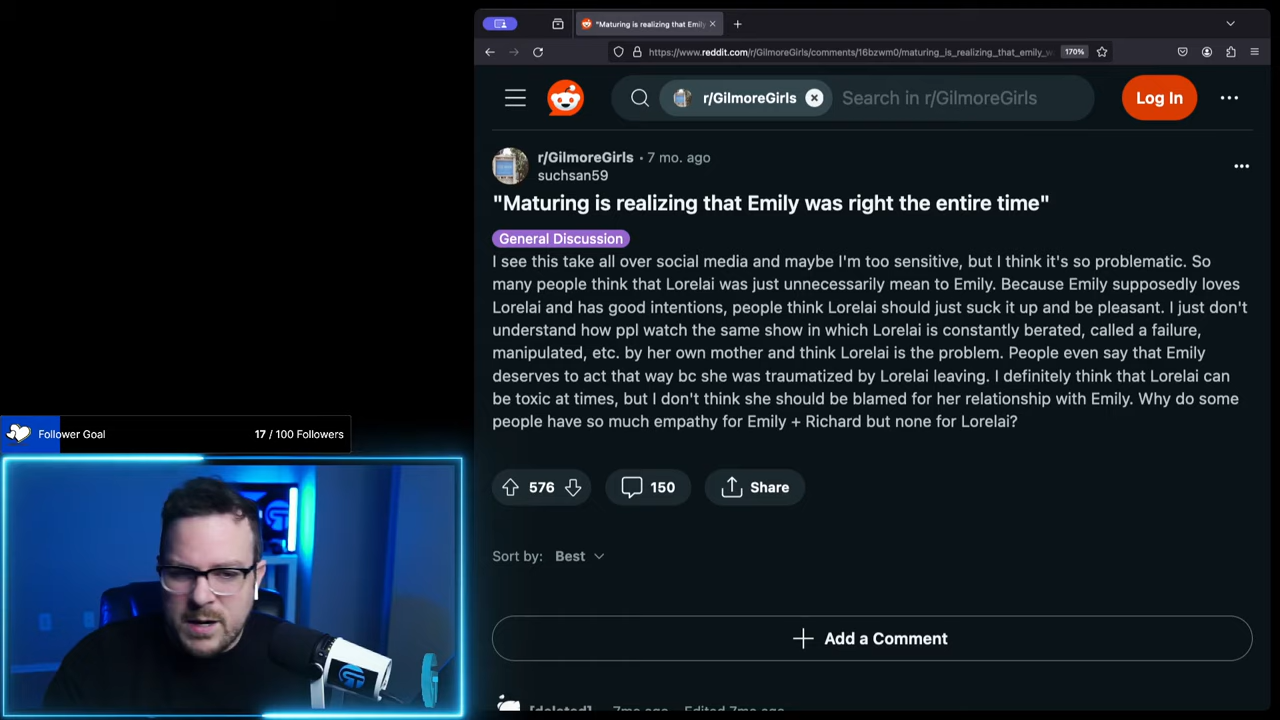 "Maturing is realizing that Emily
https://www.reddit.com/r/GilmoreGirls/comments/16bzwm0/maturing_is_realizing_that_emily_w
170%
r/GilmoreGirls
Search in r/GilmoreGirls
Log In
r/GilmoreGirls • 7 mo. ago
suchsan59
"Maturing is realizing that Emily was right the entire time"
General Discussion
I see this take all over social media and maybe I'm too sensitive, but I think it's so problematic. So
many people think that Lorelai was just unnecessarily mean to Emily. Because Emily supposedly loves
Lorelai and has good intentions, people think Lorelai should just suck it up and be pleasant. I just don't
understand how ppl watch the same show in which Lorelai is constantly berated, called a failure,
manipulated, etc. by her own mother and think Lorelai is the problem. People even say that Emily
deserves to act that way bc she was traumatized by Lorelai leaving. I definitely think that Lorelai can
be toxic at times, but I don't think she should be blamed for her relationship with Emily. Why do some
people have so much empathy for Emily + Richard but none for Lorelai?
576
150
Share
Sort by: Best
Add a Comment
[deleted] 7mo ago Edited 7mo ago
Follower Goal
17 / 100 Followers